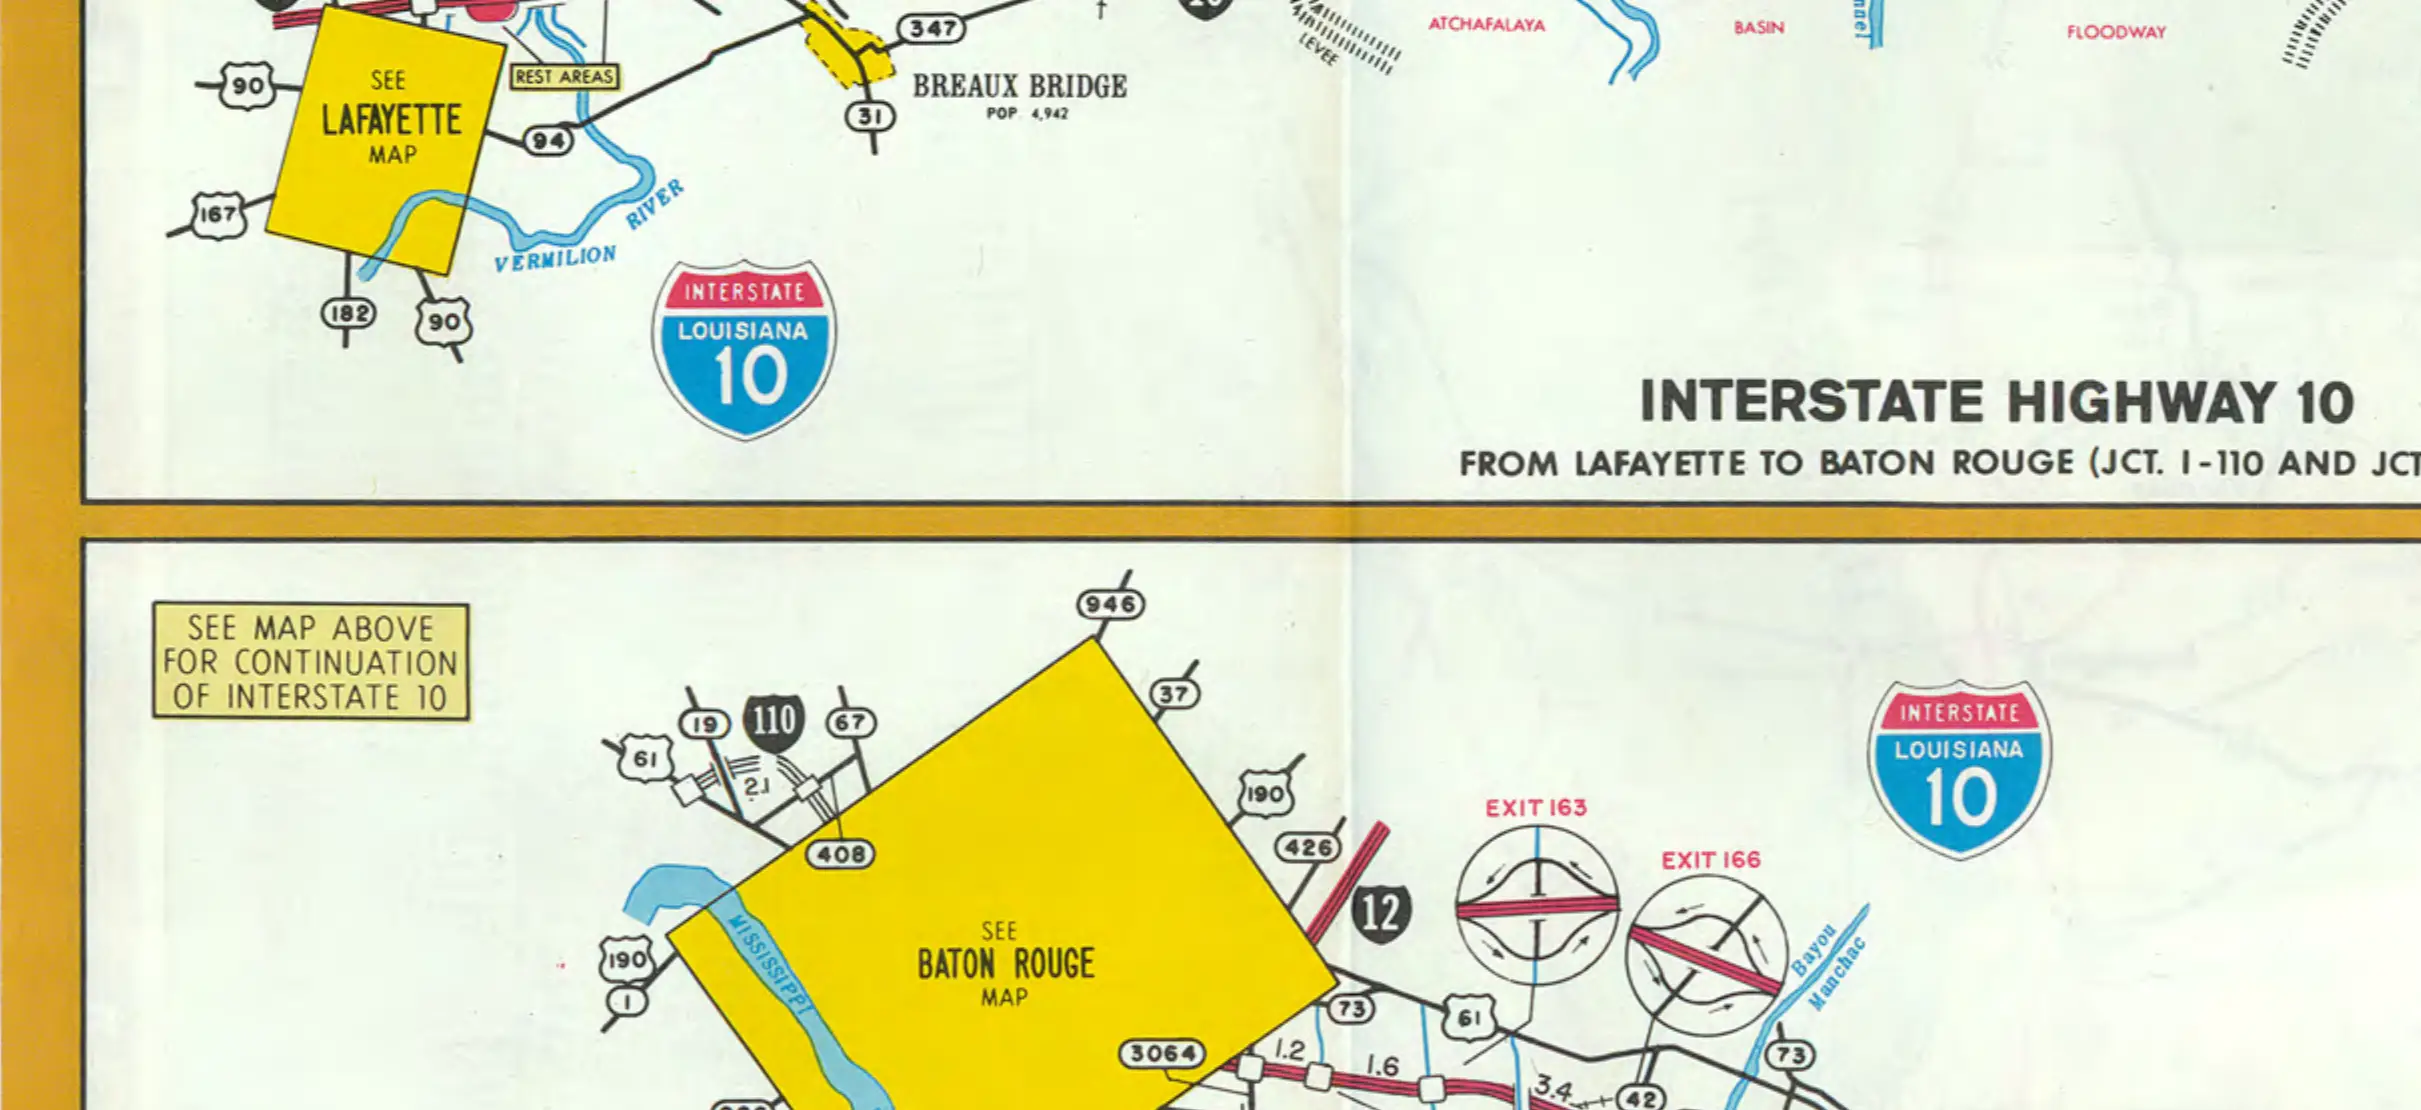 347
ATCHAFALAYA
BASIN
FLOODWAY
LEVEE
REST AREAS
90
SEE
LAFAYETTE
MAP
BREAUX BRIDGE
POP 4,942
31
94
167
VERMILION RIVER
182
90
INTERSTATE
LOUISIANA
10
INTERSTATE HIGHWAY 10
FROM LAFAYETTE TO BATON ROUGE (JCT. I-110 AND JCT
SEE MAP ABOVE
FOR CONTINUATION
OF INTERSTATE 10
946
37
19
110
67
61
2.1
408
190
426
12
EXIT 163
EXIT 166
INTERSTATE
LOUISIANA
10
MISSISSIPPI
SEE
BATON ROUGE
MAP
190
1
Bayou
Manchac
73
61
3064
1.2
1.6
3.4
42
73